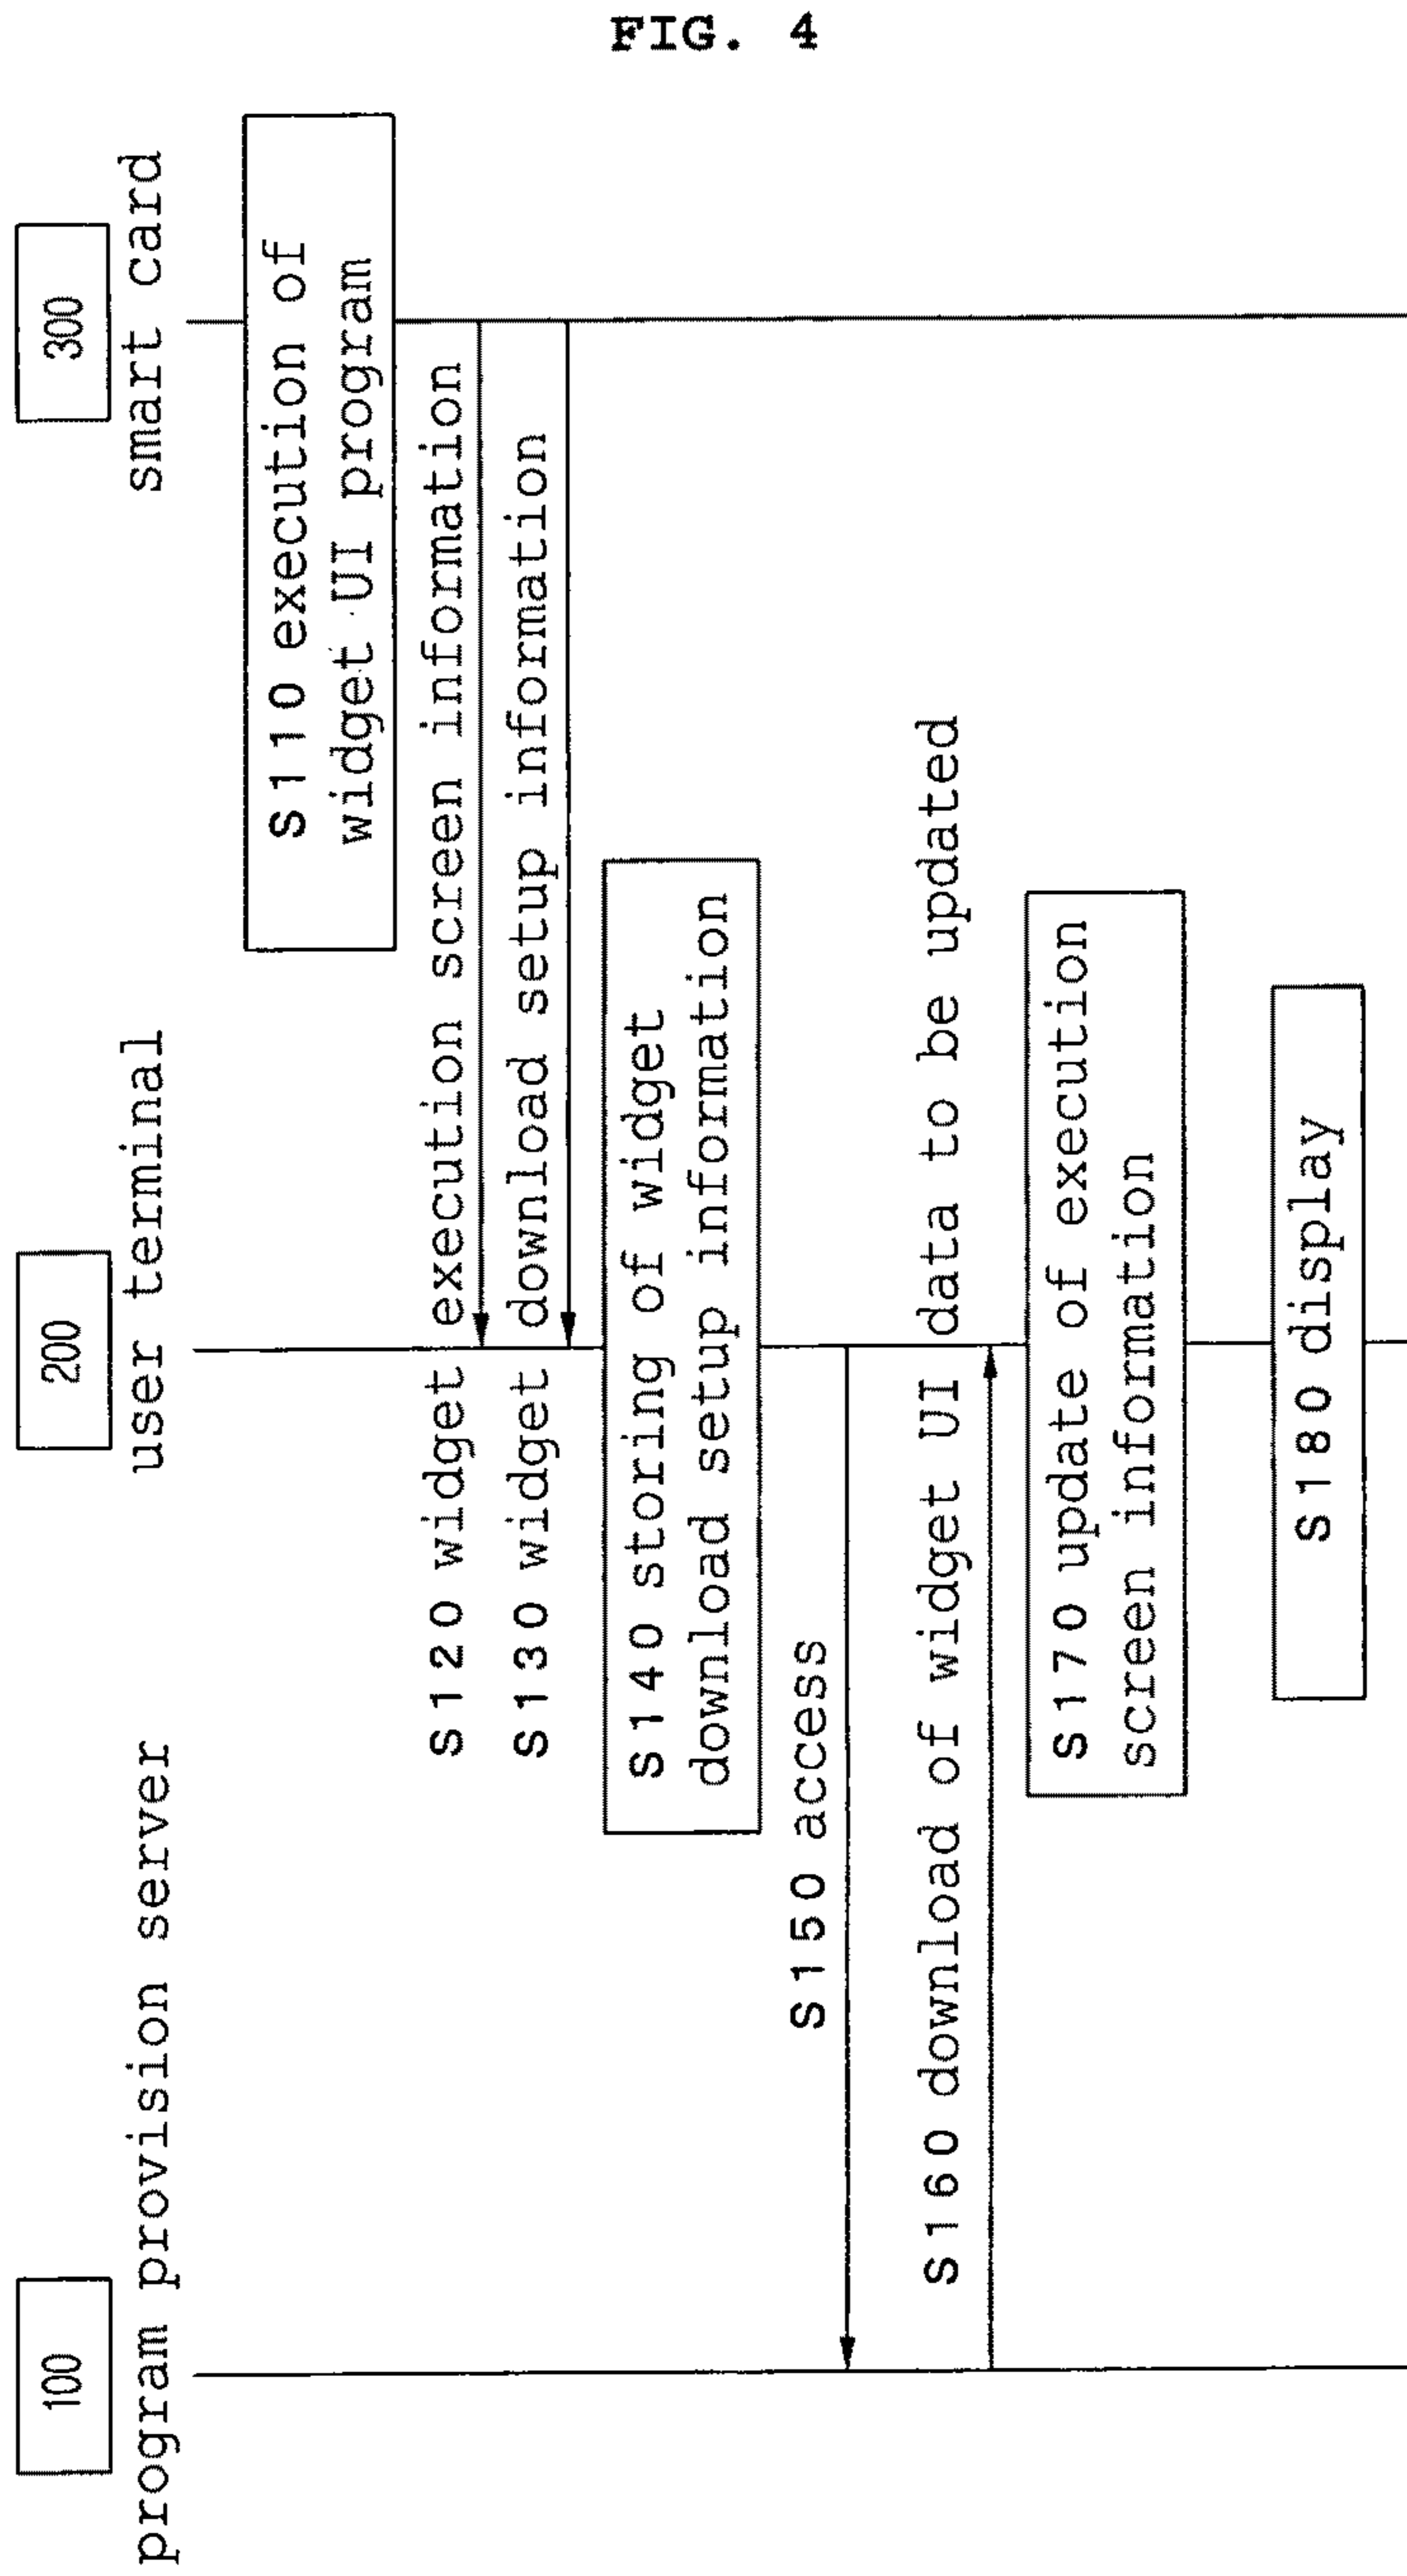 FIG. 4
100
200
300
program provision server
user terminal
smart card
S110 execution of
widget UI program
S120 widget execution screen information
S130 widget download setup information
S140 storing of widget
download setup information
S150 access
S160 download of widget UI data to be updated
S170 update of execution
screen information
S180 display